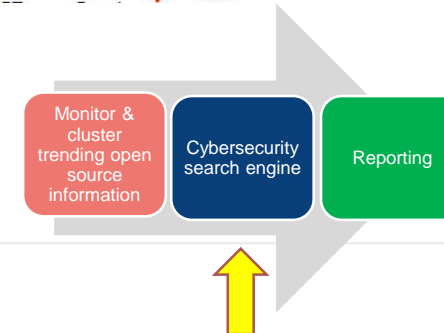 Monitor &
cluster
trending open
source
information
Cybersecurity
search engine
Reporting